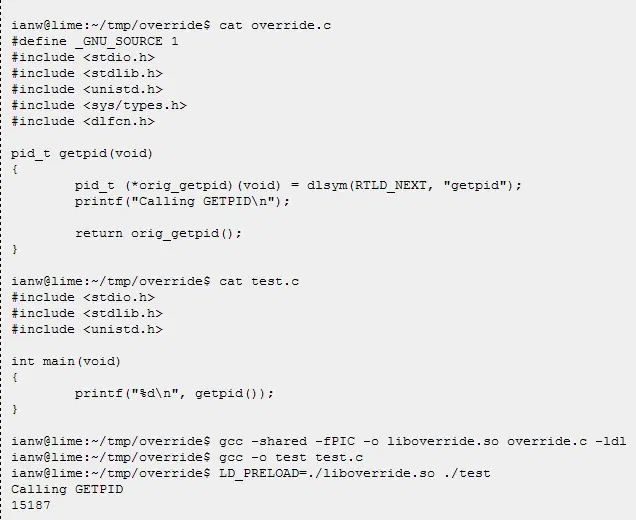 ianw@lime:~/tmp/override$ cat override.c
#define _GNU_SOURCE 1
#include <stdio.h>
#include <stdlib.h>
#include <unistd.h>
#include <sys/types.h>
#include <dlfcn.h>
pid_t getpid(void)
{
pid_t (*orig_getpid)(void) = dlsym(RTLD_NEXT, "getpid");
printf("Calling GETPID\n");
return orig_getpid();
}
ianw@lime:~/tmp/override$ cat test.c
#include <stdio.h>
#include <stdlib.h>
#include <unistd.h>
int main(void)
{
printf("%d\n", getpid());
}
ianw@lime:~/tmp/override$ gcc -shared -fPIC -o liboverride.so override.c -ldl
ianw@lime:~/tmp/override$ gcc -o test test.c
ianw@lime:~/tmp/override$ LD_PRELOAD=./liboverride.so ./test
Calling GETPID
15187